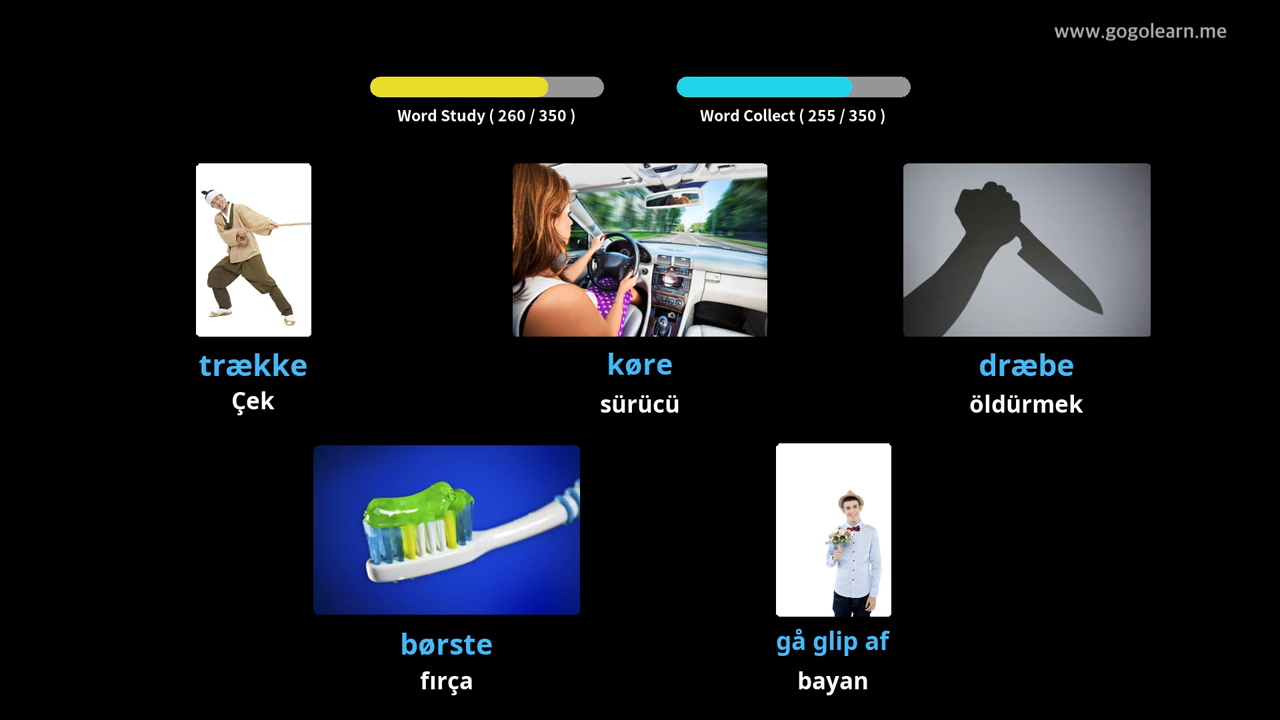 www.gogolearn.me
Word Study ( 260 / 350 )
Word Collect ( 255 / 350 )
trække
Çek
køre
sürücü
dræbe
öldürmek
børste
fırça
gå glip af
bayan